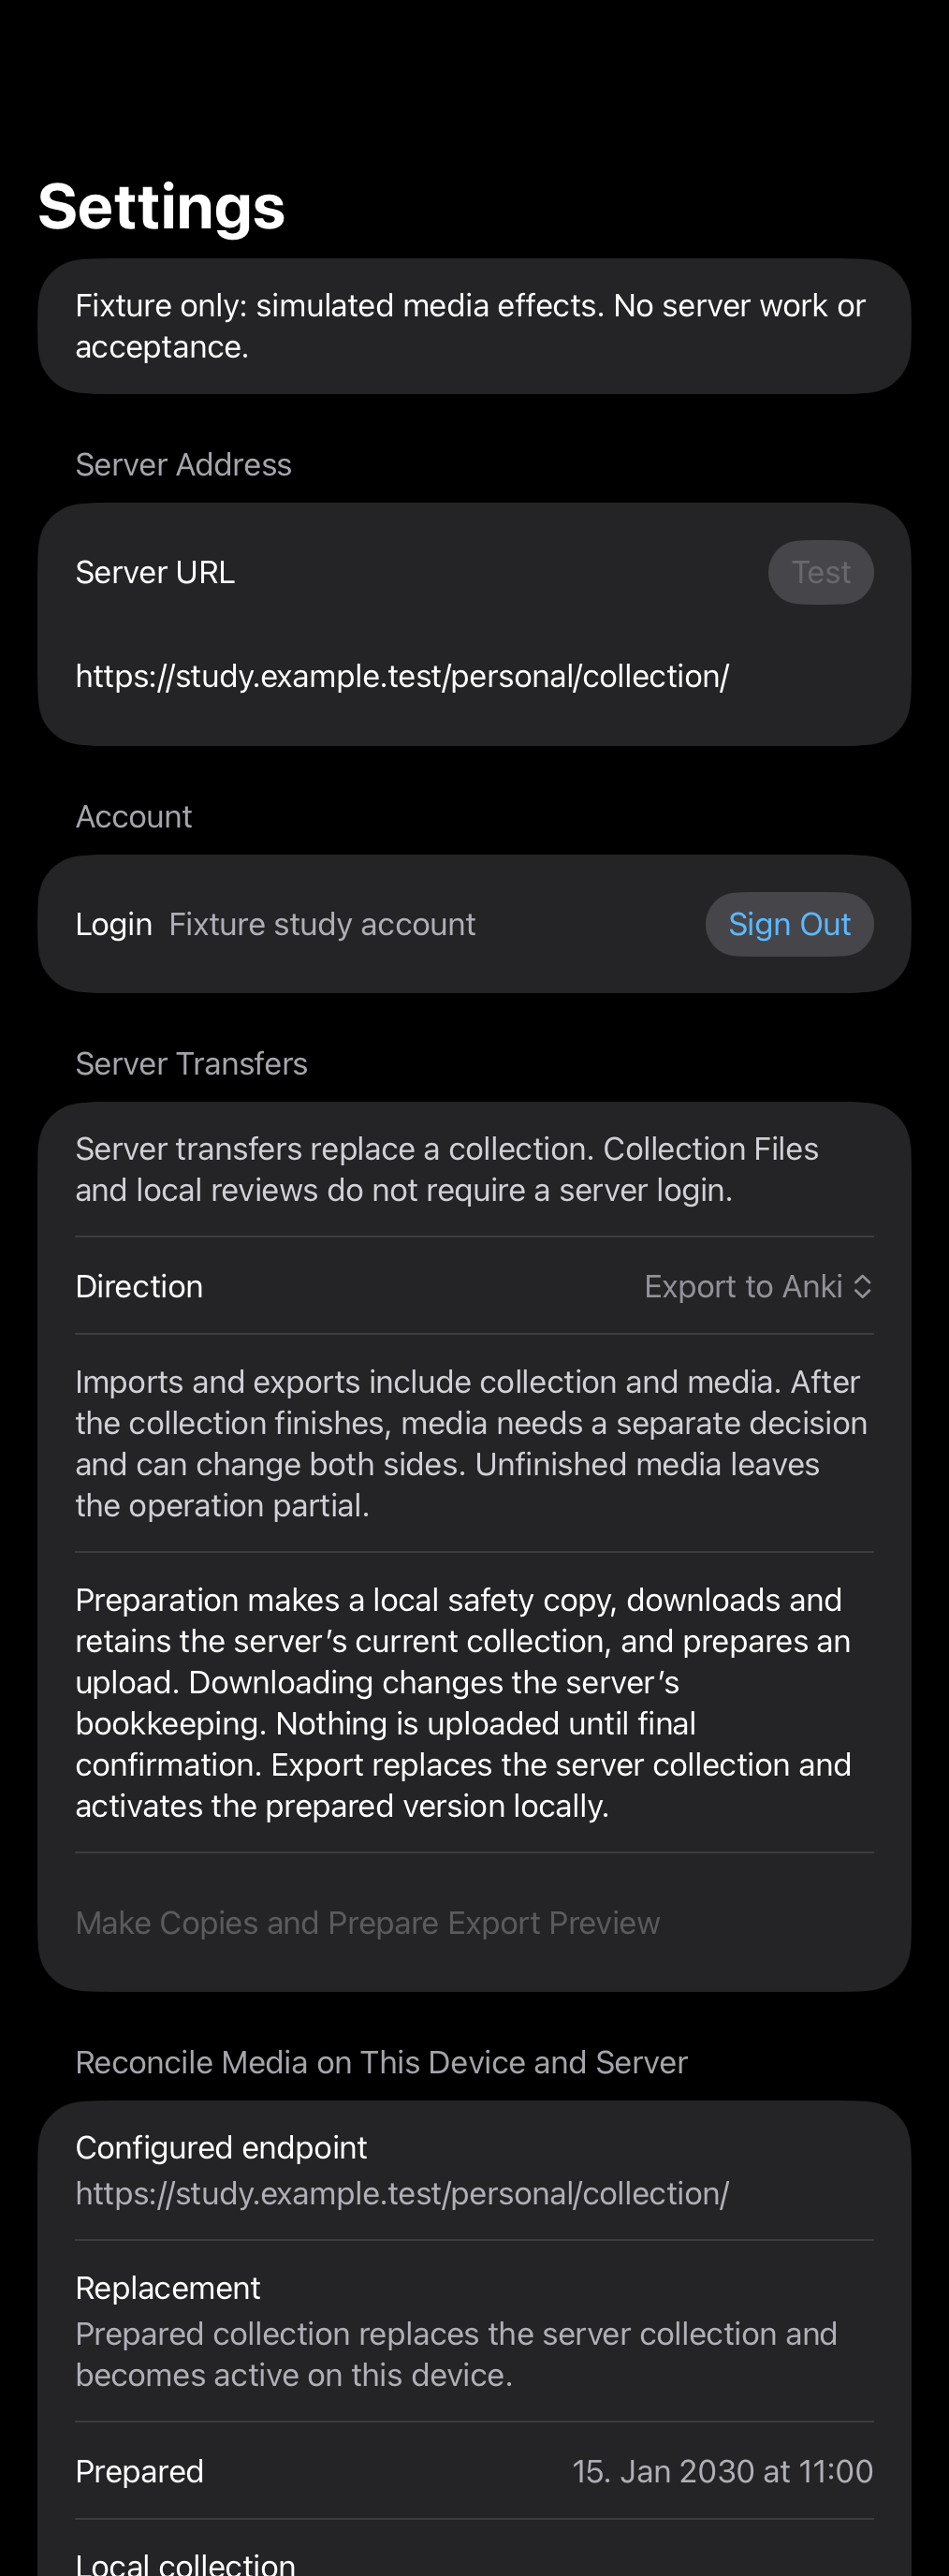 Settings
Fixture only: simulated media effects. No server work or
acceptance.
Server Address
Server URL
Test
https://study.example.test/personal/collection/
Account
Login Fixture study account
Sign Out
Server Transfers
Server transfers replace a collection. Collection Files
and local reviews do not require a server login.
Direction
Export to Anki
Imports and exports include collection and media. After
the collection finishes, media needs a separate decision
and can change both sides. Unfinished media leaves
the operation partial.
Preparation makes a local safety copy, downloads and
retains the server’s current collection, and prepares an
upload. Downloading changes the server’s
bookkeeping. Nothing is uploaded until final
confirmation. Export replaces the server collection and
activates the prepared version locally.
Make Copies and Prepare Export Preview
Reconcile Media on This Device and Server
Configured endpoint
https://study.example.test/personal/collection/
Replacement
Prepared collection replaces the server collection and
becomes active on this device.
Prepared
15. Jan 2030 at 11:00
Local collection